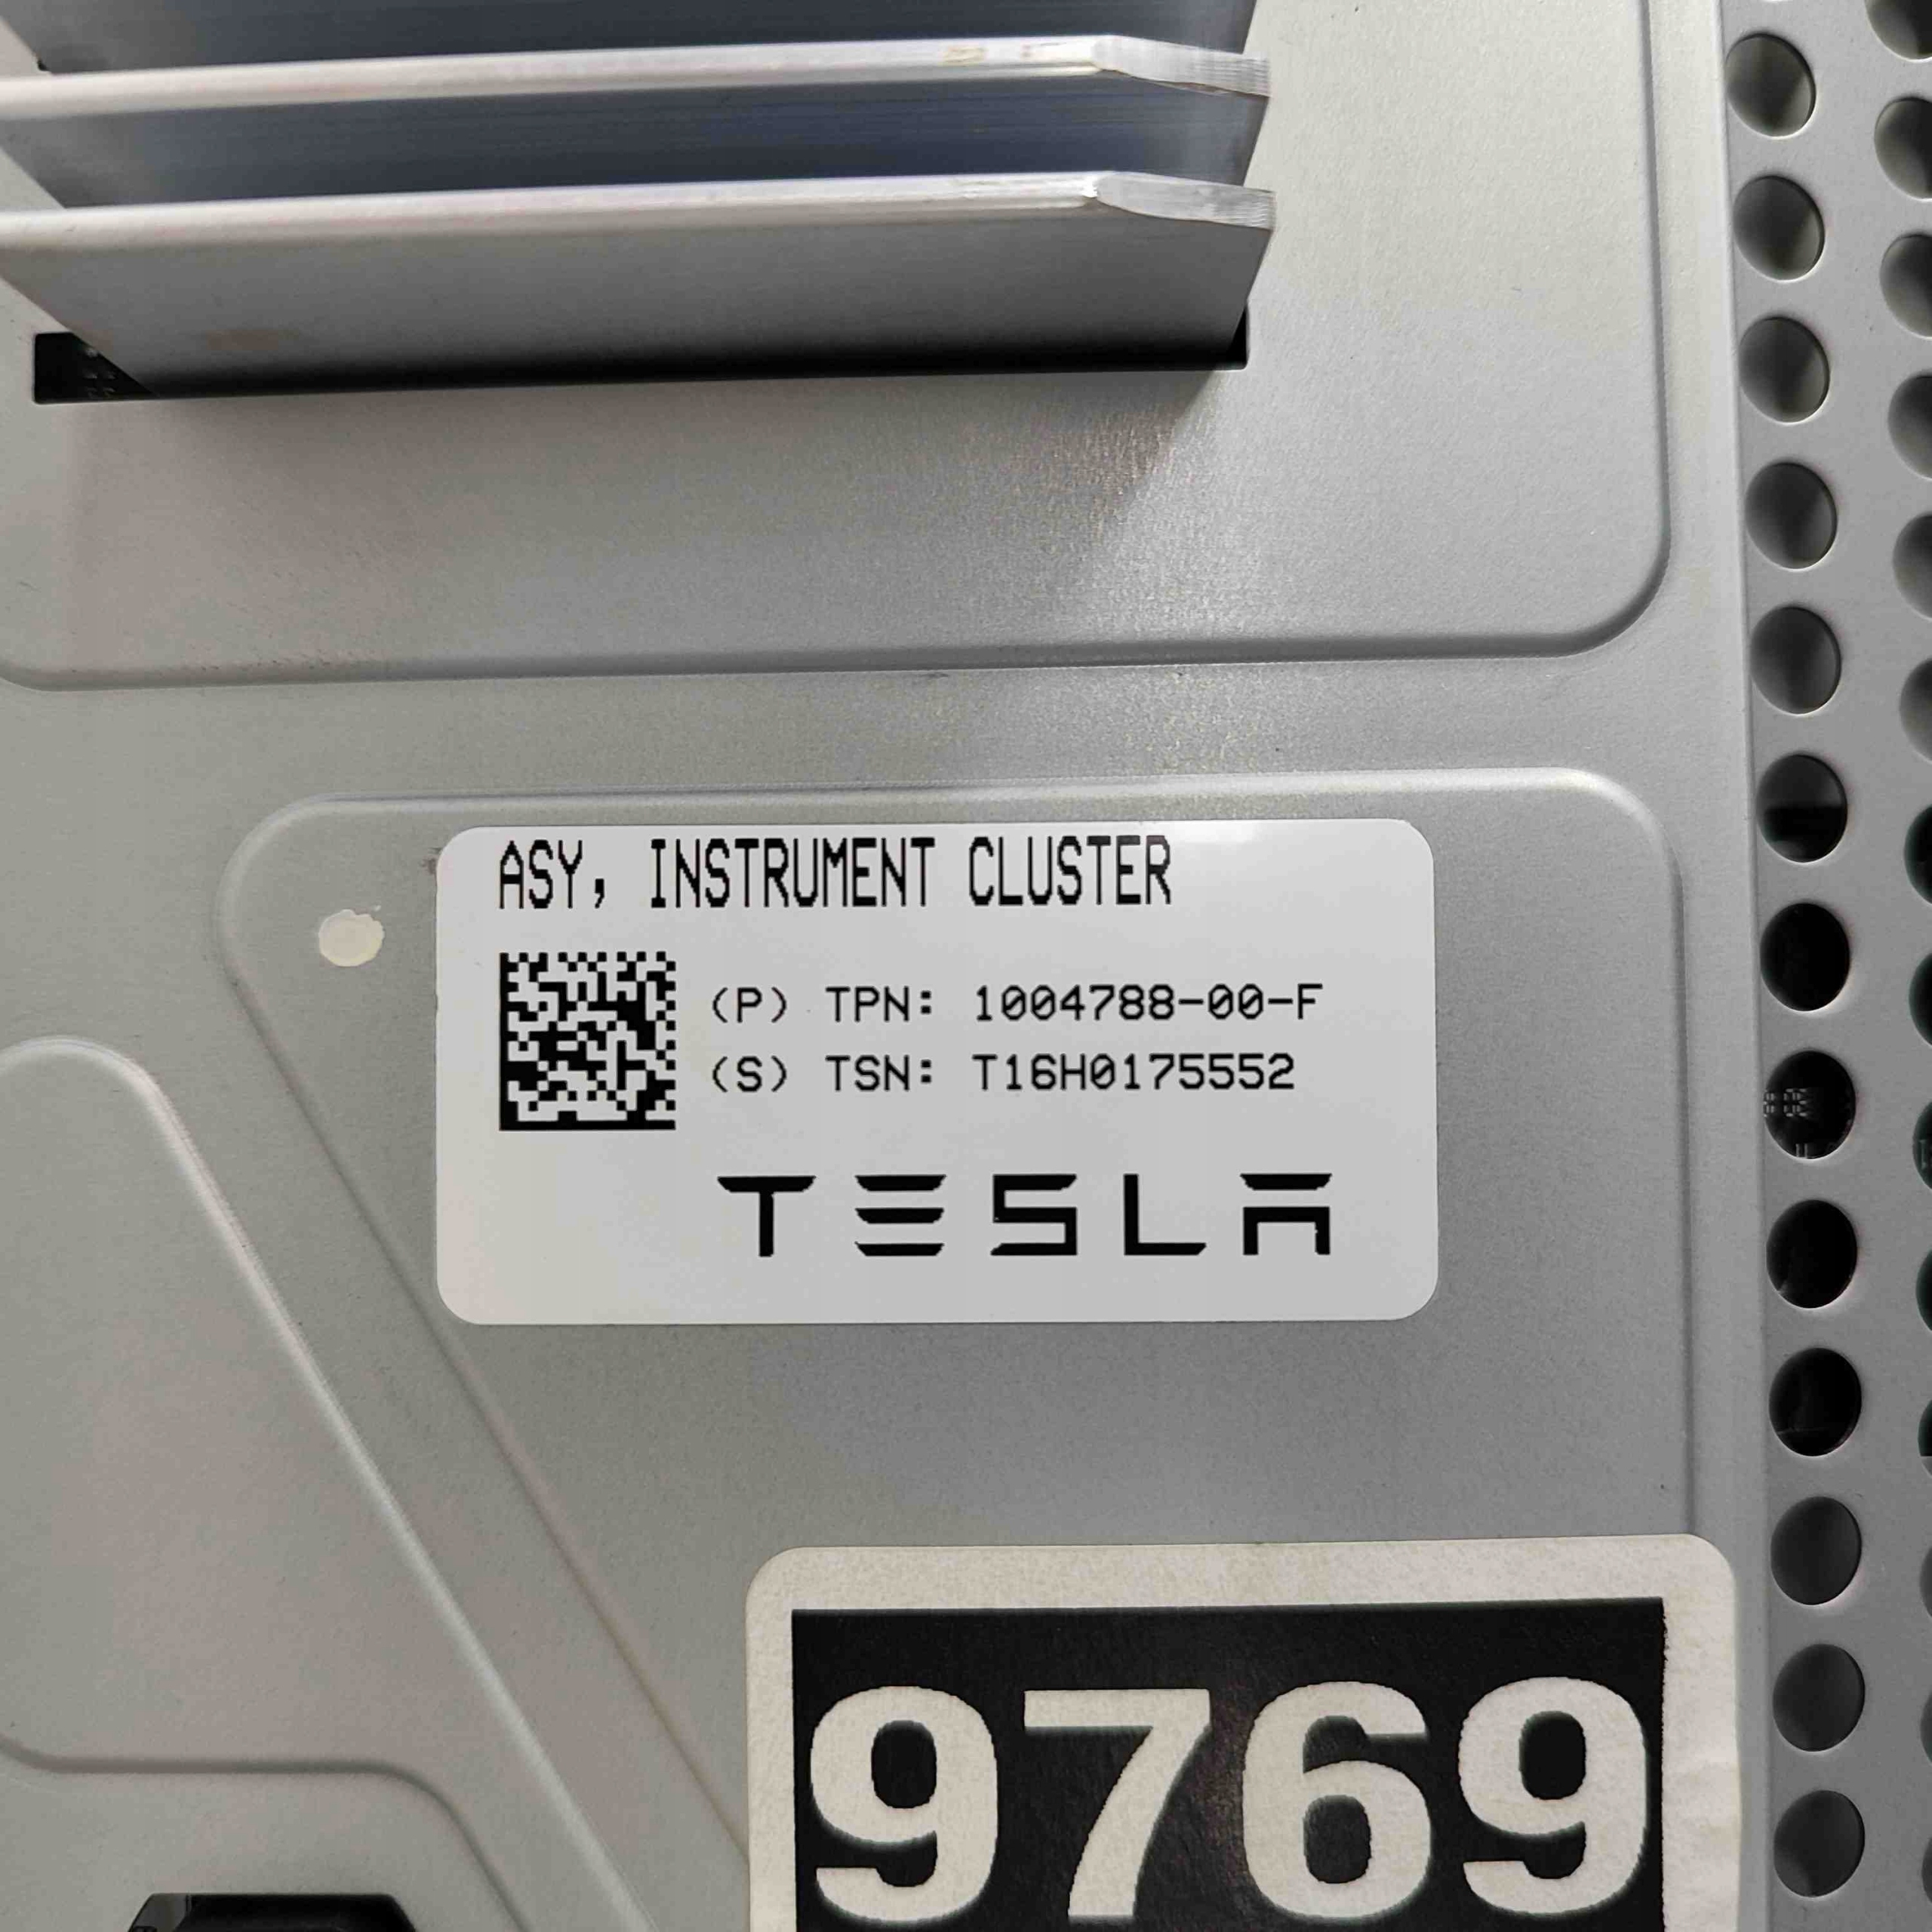 ASY, INSTRUMENT CLUSTER
(P) TPN: 1004788-00-F
(S) TSN: T16H0175552
TESLA
9769